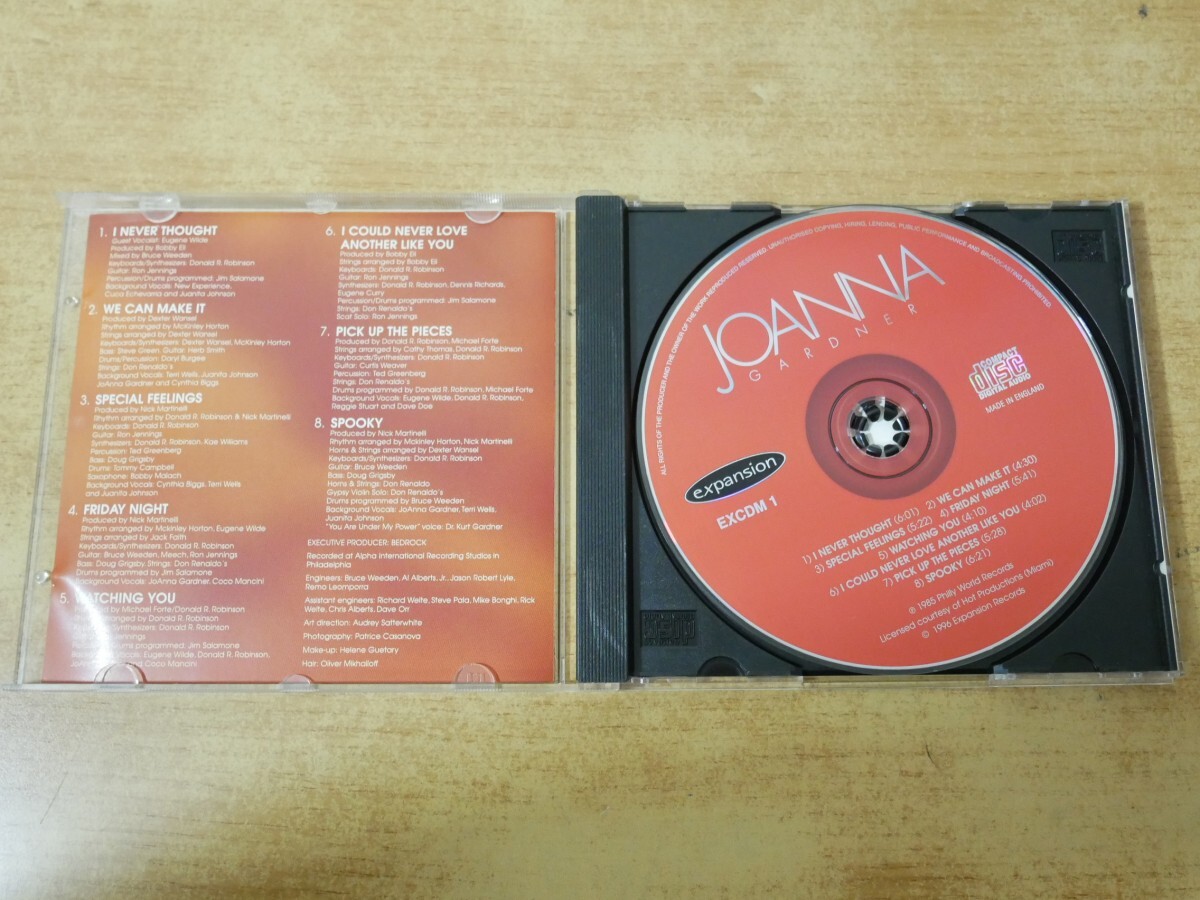 1. I NEVER THOUGHT
Guest Vocalist: Eugene Wilde
Produced by Bobby Eli
Mixed by Bruce Weeden
Keyboards/Synthesizers: Donald R. Robinson
Guitar: Ron Jennings
Percussion/Drums programmed: Jim Salamone
Background Vocals: New Experience,
Cuca Echevarria and Juanita Johnson
2. WE CAN MAKE IT
Produced by Dexter Wansel
Rhythm arranged by McKinley Horton
Strings arranged by Dexter Wansel
Keyboards/Synthesizers: Dexter Wansel, McKinley Horton
Bass: Steve Green, Guitar: Herb Smith
Drums/Percussion: Daryl Burgee
Strings: Don Renaldo's
Background Vocals: Terri Wells, Juanita Johnson
JoAnna Gardner and Cynthia Biggs
3. SPECIAL FEELINGS
Produced by Nick Martinelli
Rhythm arranged by Donald R. Robinson & Nick Martinelli
Keyboards: Donald R. Robinson
Guitar: Ron Jennings
Synthesizers: Donald R. Robinson, Kae Williams
Percussion: Ted Greenberg
Bass: Doug Grigsby
Drums: Tommy Campbell
Saxophone: Bobby Malach
Background Vocals: Cynthia Biggs, Terri Wells
and Juanita Johnson
4. FRIDAY NIGHT
Produced by Nick Martinelli
Rhythm arranged by Mckinley Horton, Eugene Wilde
Strings arranged by Jack Faith
Keyboards/Synthesizers: Donald R. Robinson
Guitar: Bruce Weeden, Meech, Ron Jennings
Bass: Doug Grigsby, Strings: Don Renaldo's
Drums programmed by Jim Salamone
Background Vocals: JoAnna Gardner, Coco Mancini
5. WATCHING YOU
Produced by Michael Forte/Donald R. Robinson
arranged by Donald R. Robinson
Synthesizers: Donald R. Robinson
Drums programmed: Jim Salamone
Vocals: Eugene Wilde, Donald R. Robinson,
and Coco Mancini
6. I COULD NEVER LOVE
ANOTHER LIKE YOU
Produced by Bobby Eli
Strings arranged by Bobby Eli
Keyboards: Donald R. Robinson
Guitar: Ron Jennings
Synthesizers: Donald R. Robinson, Dennis Richards,
Eugene Curry
Percussion/Drums programmed: Jim Salamone
Strings: Don Renaldo's
Scat Solo: Ron Jennings
7. PICK UP THE PIECES
Produced by Donald R. Robinson, Michael Forte
Strings arranged by Cathy Thomas, Donald R. Robinson
Keyboards/Synthesizers: Donald R. Robinson
Guitar: Curtis Weaver
Percussion: Ted Greenberg
Strings: Don Renaldo's
Drums programmed by Donald R. Robinson, Michael Forte
Background Vocals: Eugene Wilde, Donald R. Robinson,
Reggie Stuart and Dave Doe
8. SPOOKY
Produced by Nick Martinelli
Rhythm arranged by Mckinley Horton, Nick Martinelli
Horns & Strings arranged by Dexter Wansel
Keyboards/Synthesizers: Donald R. Robinson
Guitar: Bruce Weeden
Bass: Doug Grigsby
Horns & Strings: Don Renaldo
Gypsy Violin Solo: Don Renaldo's
Drums programmed by Bruce Weeden
Background Vocals: JoAnna Gardner, Terri Wells,
Juanita Johnson
"You Are Under My Power" voice: Dr. Kurt Gardner
EXECUTIVE PRODUCER: BEDROCK
Recorded at Alpha International Recording Studios in
Philadelphia
Engineers: Bruce Weeden, Al Alberts, Jr., Jason Robert Lyle,
Remo Leomporra
Assistant engineers: Richard Weite, Steve Pala, Mike Bonghi, Rick
Weite, Chris Alberts, Dave Orr
Art direction: Audrey Satterwhite
Photography: Patrice Casanova
Make-up: Helene Guetary
Hair: Oliver Mikhalloff
ALL RIGHTS OF THE PRODUCER AND THE OWNER OF THE WORK REPRODUCED RESERVED. UNAUTHORISED COPYING, HIRING, LENDING, PUBLIC PERFORMANCE AND BROADCASTING PROHIBITED.
JOANNA
GARDNER
COMPACT
disc
DIGITAL AUDIO
MADE IN ENGLAND
expansion
EXCDM 1
1) I NEVER THOUGHT (6:01) 2) WE CAN MAKE IT (4:30)
3) SPECIAL FEELINGS (5:22) 4) FRIDAY NIGHT (5:41)
5) WATCHING YOU (4:10)
6) I COULD NEVER LOVE ANOTHER LIKE YOU (4:02)
7) PICK UP THE PIECES (5:28)
8) SPOOKY (6:21)
℗ 1985 Philly World Records
Licensed courtesy of Hot Productions (Miami)
© 1996 Expansion Records